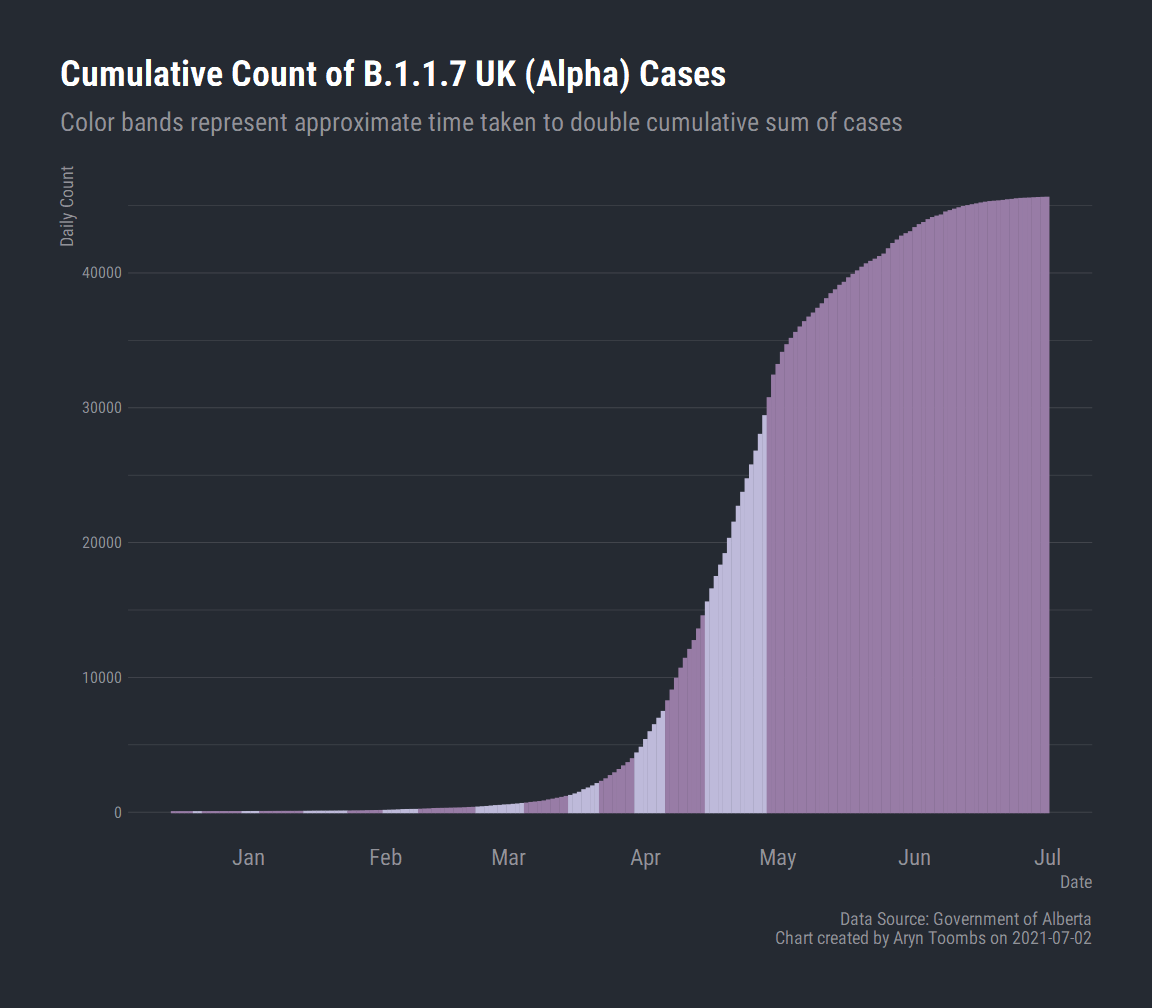 Cumulative Count of B.1.1.7 UK (Alpha) Cases
Color bands represent approximate time taken to double cumulative sum of cases
Daily Count
40000
30000
20000
10000
0
Jan Feb Mar Apr May Jun Jul
Date
Data Source: Government of Alberta
Chart created by Aryn Toombs on 2021-07-02